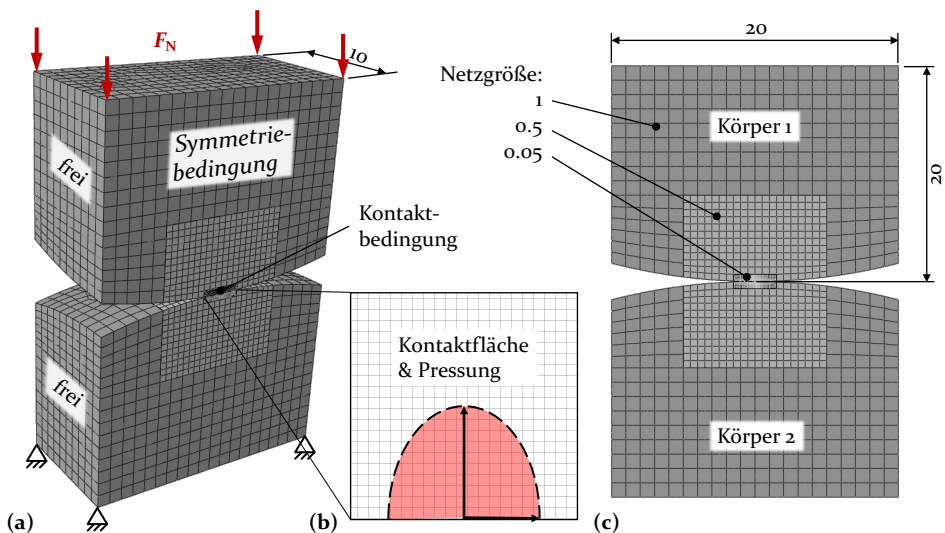 F_N
10
Symmetrie-
bedingung
frei
Kontakt-
bedingung
frei
(a)
Kontaktfläche
& Pressung
(b)
20
Netzgröße:
1
0.5
0.05
Körper 1
20
Körper 2
(c)